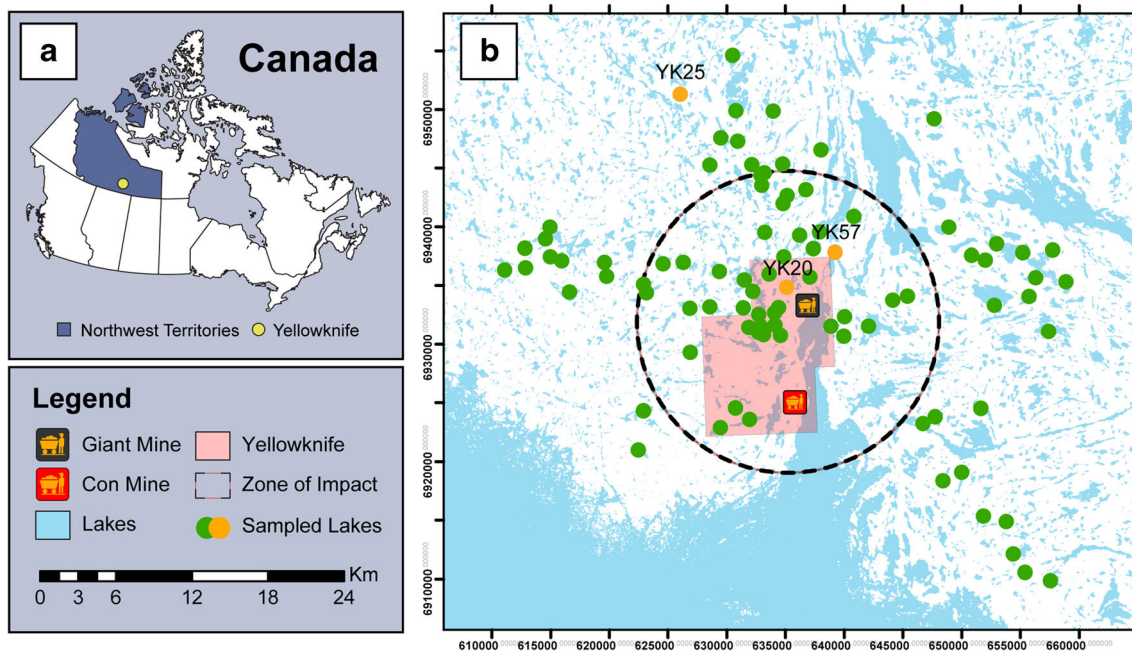 a
Canada
Northwest Territories
Yellowknife
Legend
Giant Mine
Yellowknife
Con Mine
Zone of Impact
Lakes
Sampled Lakes
Km
0 3 6 12 18 24
b
YK25
YK57
YK20
6950000
6940000
6930000
6920000
6910000
610000 615000 620000 625000 630000 635000 640000 645000 650000 655000 660000